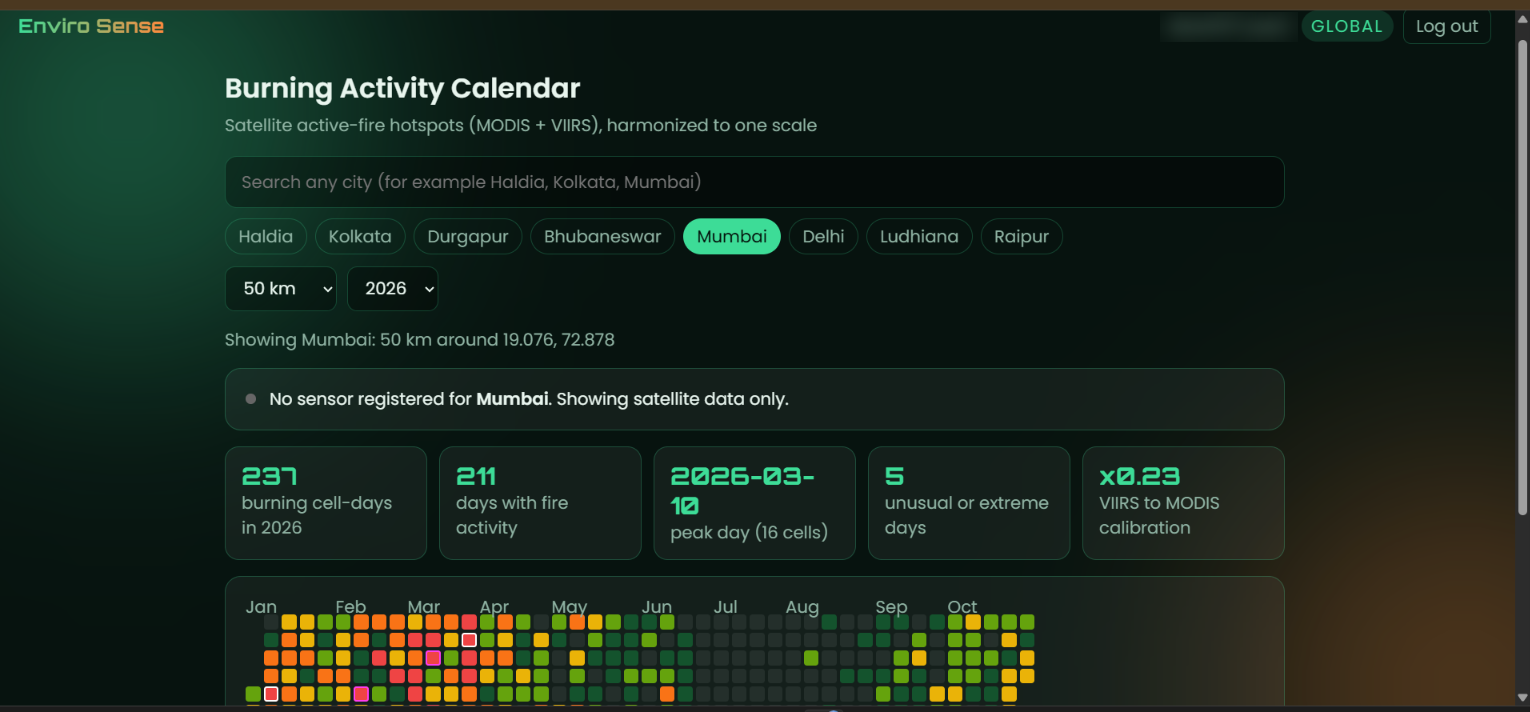 Enviro Sense
GLOBAL
Log out
Burning Activity Calendar
Satellite active-fire hotspots (MODIS + VIIRS), harmonized to one scale
Search any city (for example Haldia, Kolkata, Mumbai)
Haldia Kolkata Durgapur Bhubaneswar Mumbai Delhi Ludhiana Raipur
50 km 2026
Showing Mumbai: 50 km around 19.076, 72.878
No sensor registered for Mumbai. Showing satellite data only.
237
burning cell-days
in 2026
211
days with fire
activity
2026-03-
10
peak day (16 cells)
5
unusual or extreme
days
x0.23
VIIRS to MODIS
calibration
Jan Feb Mar Apr May Jun Jul Aug Sep Oct